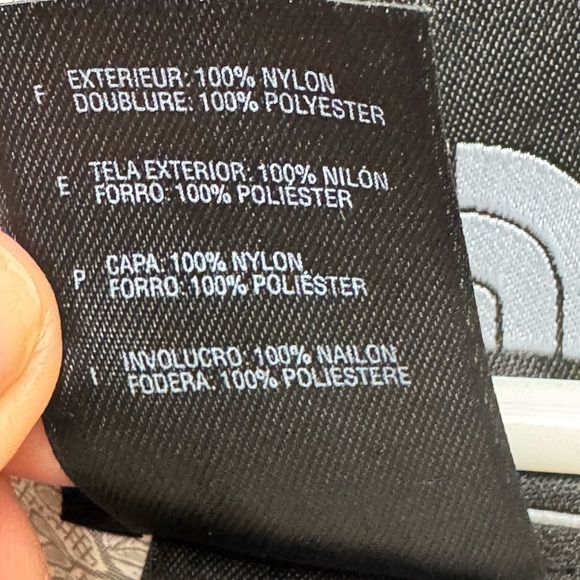 F EXTERIEUR: 100% NYLON
DOUBLURE: 100% POLYESTER
E TELA EXTERIOR: 100% NILÓN
FORRO: 100% POLIÉSTER
P CAPA: 100% NYLON
FORRO: 100% POLIÉSTER
I INVOLUCRO: 100% NAILON
FODERA: 100% POLIESTERE